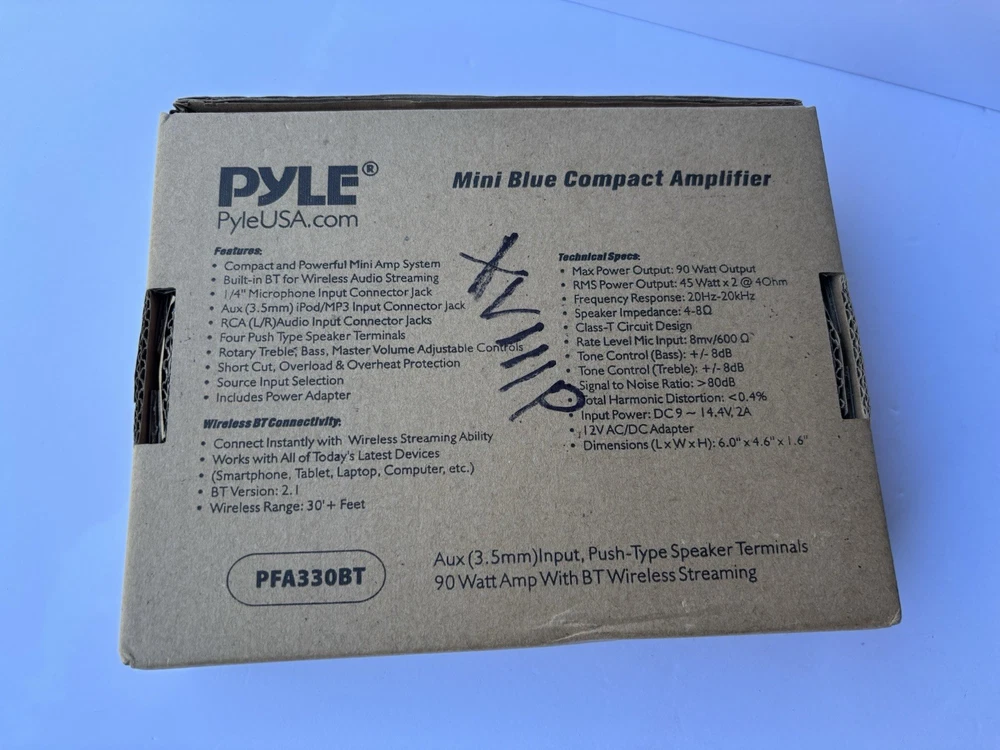 PYLE®
PyleUSA.com
Mini Blue Compact Amplifier
Features:
• Compact and Powerful Mini Amp System
• Built-in BT for Wireless Audio Streaming
• 1/4" Microphone Input Connector Jack
• Aux (3.5mm) iPod/MP3 Input Connector Jack
• RCA (L/R)Audio Input Connector Jacks
• Four Push Type Speaker Terminals
• Rotary Treble, Bass, Master Volume Adjustable Controls
• Short Cut, Overload & Overheat Protection
• Source Input Selection
• Includes Power Adapter
Wireless BT Connectivity:
• Connect Instantly with Wireless Streaming Ability
• Works with All of Today's Latest Devices
• (Smartphone, Tablet, Laptop, Computer, etc.)
• BT Version: 2.1
• Wireless Range: 30'+ Feet
XVIIIP
Technical Specs:
• Max Power Output: 90 Watt Output
• RMS Power Output: 45 Watt x 2 @ 4Ohm
• Frequency Response: 20Hz-20kHz
• Speaker Impedance: 4-8Ω
• Class-T Circuit Design
• Rate Level Mic Input: 8mv/600 Ω
• Tone Control (Bass): +/- 8dB
• Tone Control (Treble): +/- 8dB
• Signal to Noise Ratio: >80dB
• Total Harmonic Distortion: <0.4%
• Input Power: DC 9 ~ 14.4V, 2A
• 12V AC/DC Adapter
• Dimensions (L x W x H): 6.0" x 4.6" x 1.6"
PFA330BT
Aux (3.5mm)Input, Push-Type Speaker Terminals
90 Watt Amp With BT Wireless Streaming